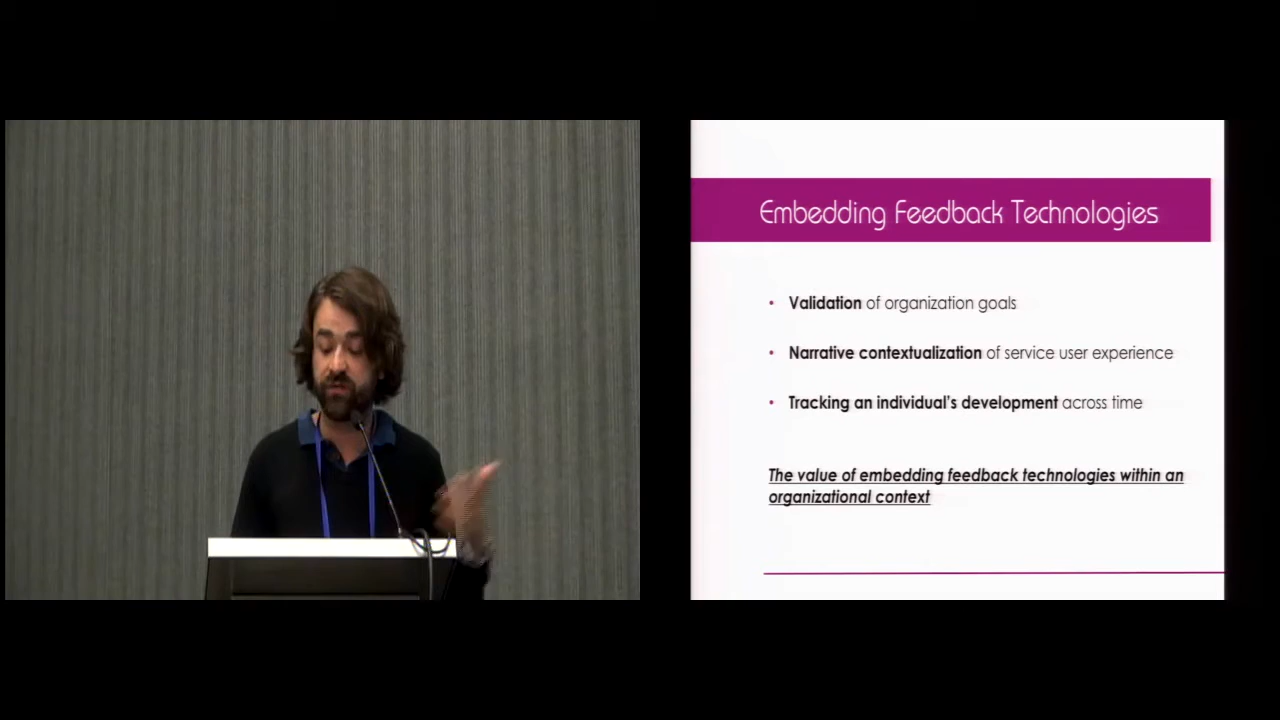 Embedding Feedback Technologies
• Validation of organization goals
• Narrative contextualization of service user experience
• Tracking an individual's development across time
The value of embedding feedback technologies within an
organizational context